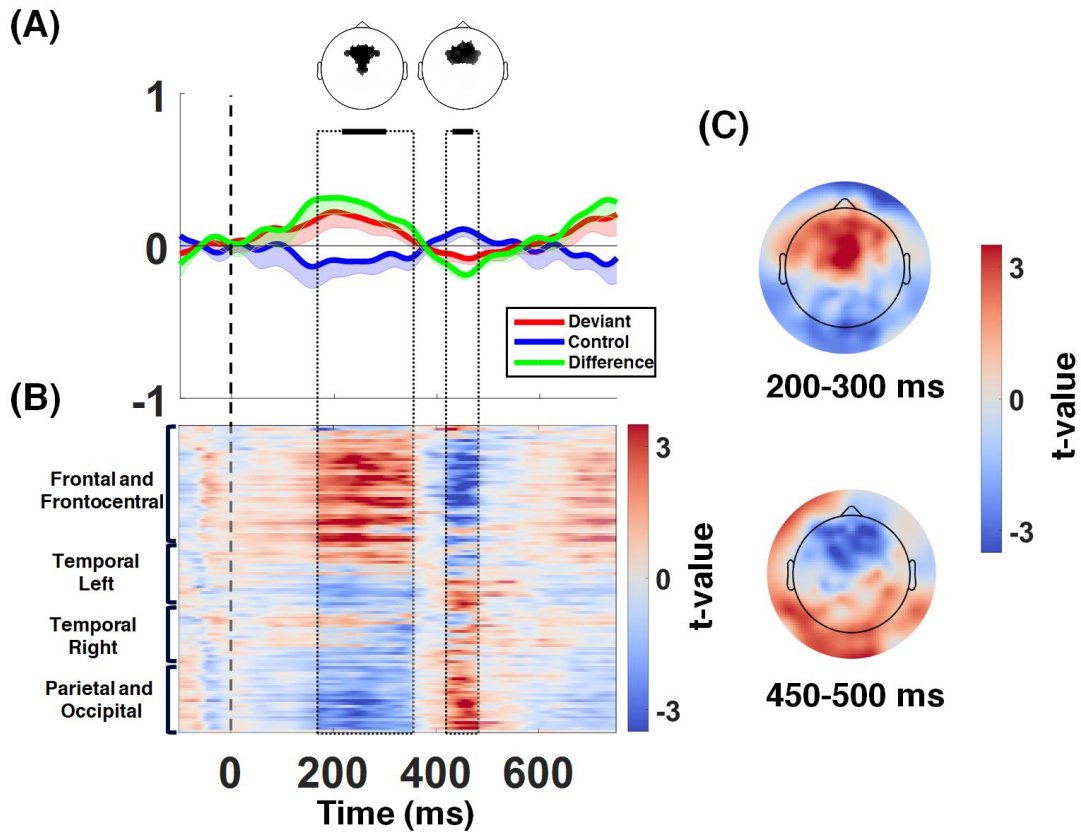 (A)
1
0
-1
Deviant
Control
Difference
(B)
Frontal and
Frontocentral
Temporal
Left
Temporal
Right
Parietal and
Occipital
3
0
-3
t-value
0
200
400
600
Time (ms)
(C)
200-300 ms
450-500 ms
3
0
-3
t-value